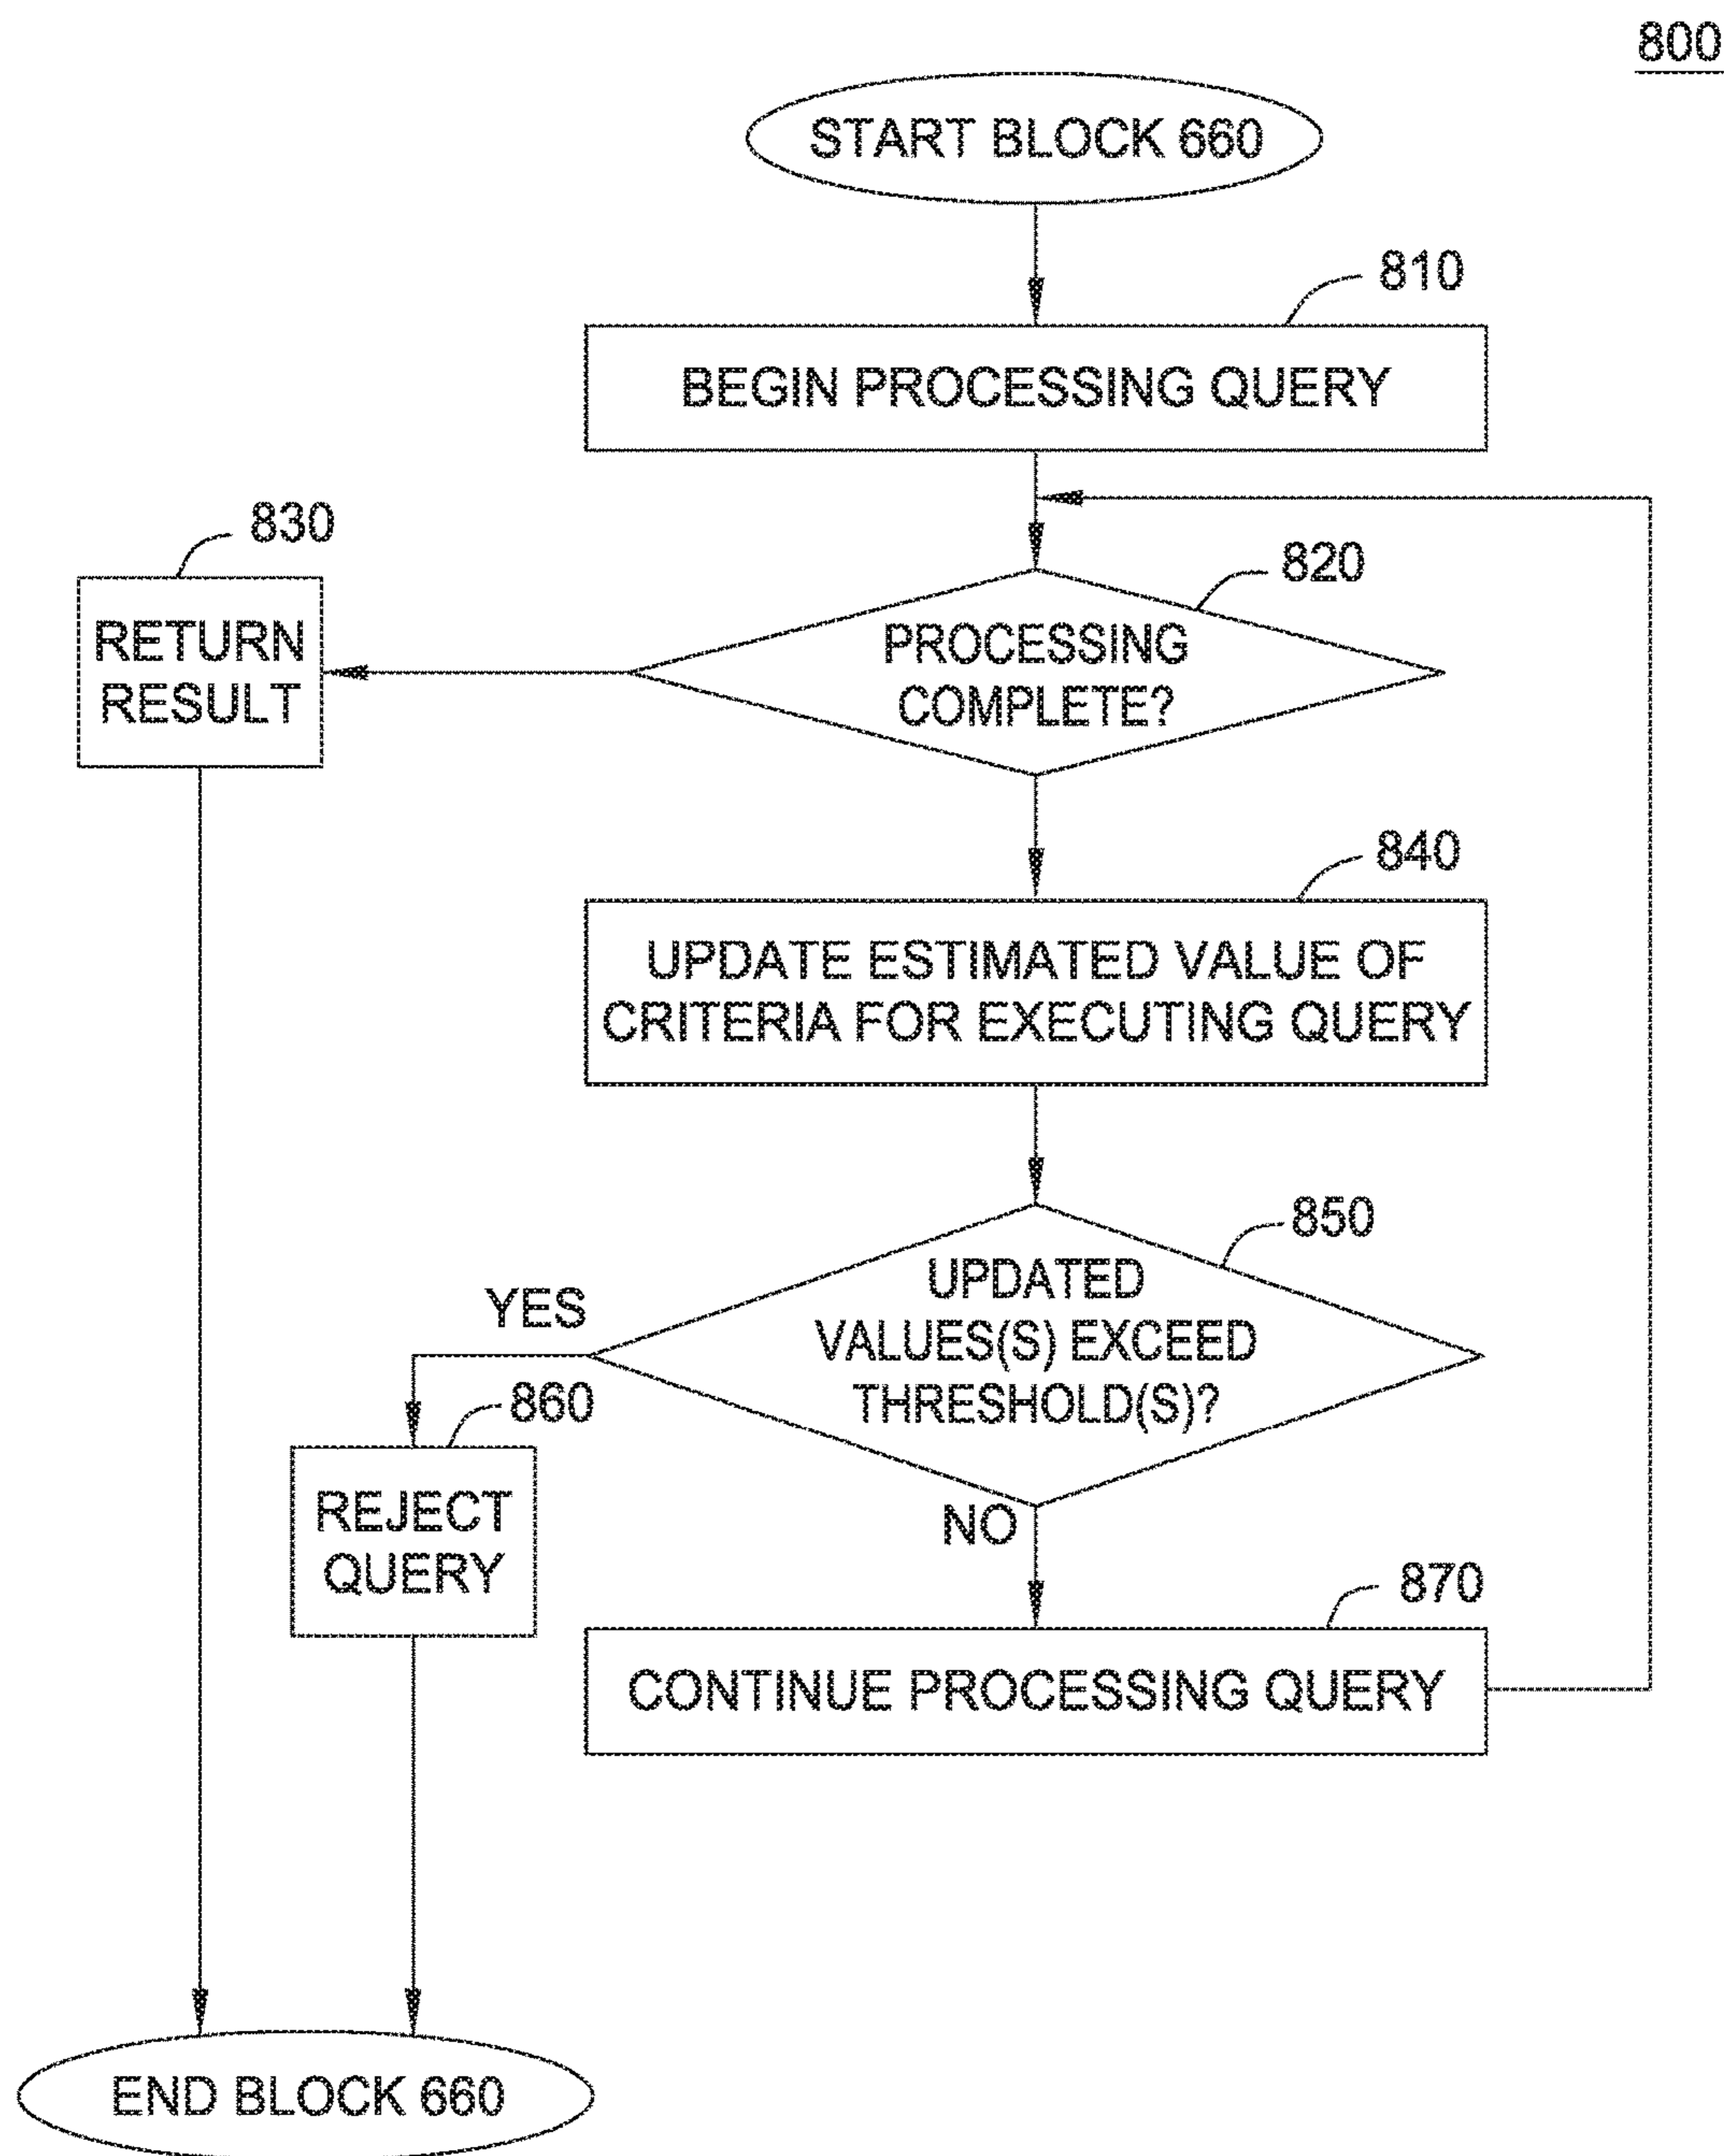 800
START BLOCK 660
810
BEGIN PROCESSING QUERY
830
820
RETURN
RESULT
PROCESSING
COMPLETE?
840
UPDATE ESTIMATED VALUE OF
CRITERIA FOR EXECUTING QUERY
850
UPDATED
VALUES(S) EXCEED
THRESHOLD(S)?
YES
860
REJECT
QUERY
NO
870
CONTINUE PROCESSING QUERY
END BLOCK 660